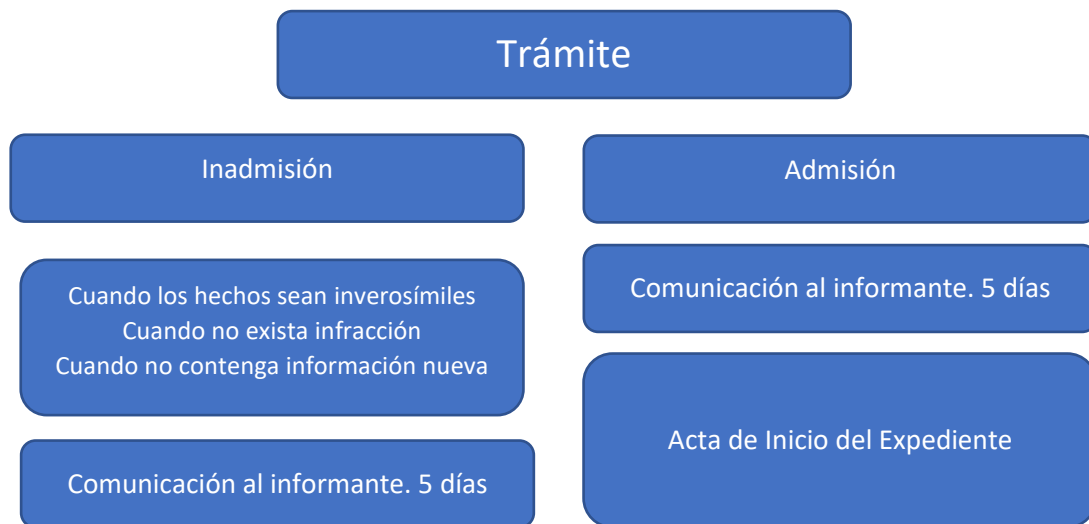 Trámite
Inadmisión
Cuando los hechos sean inverosímiles
Cuando no exista infracción
Cuando no contenga información nueva
Comunicación al informante. 5 días
Admisión
Comunicación al informante. 5 días
Acta de Inicio del Expediente